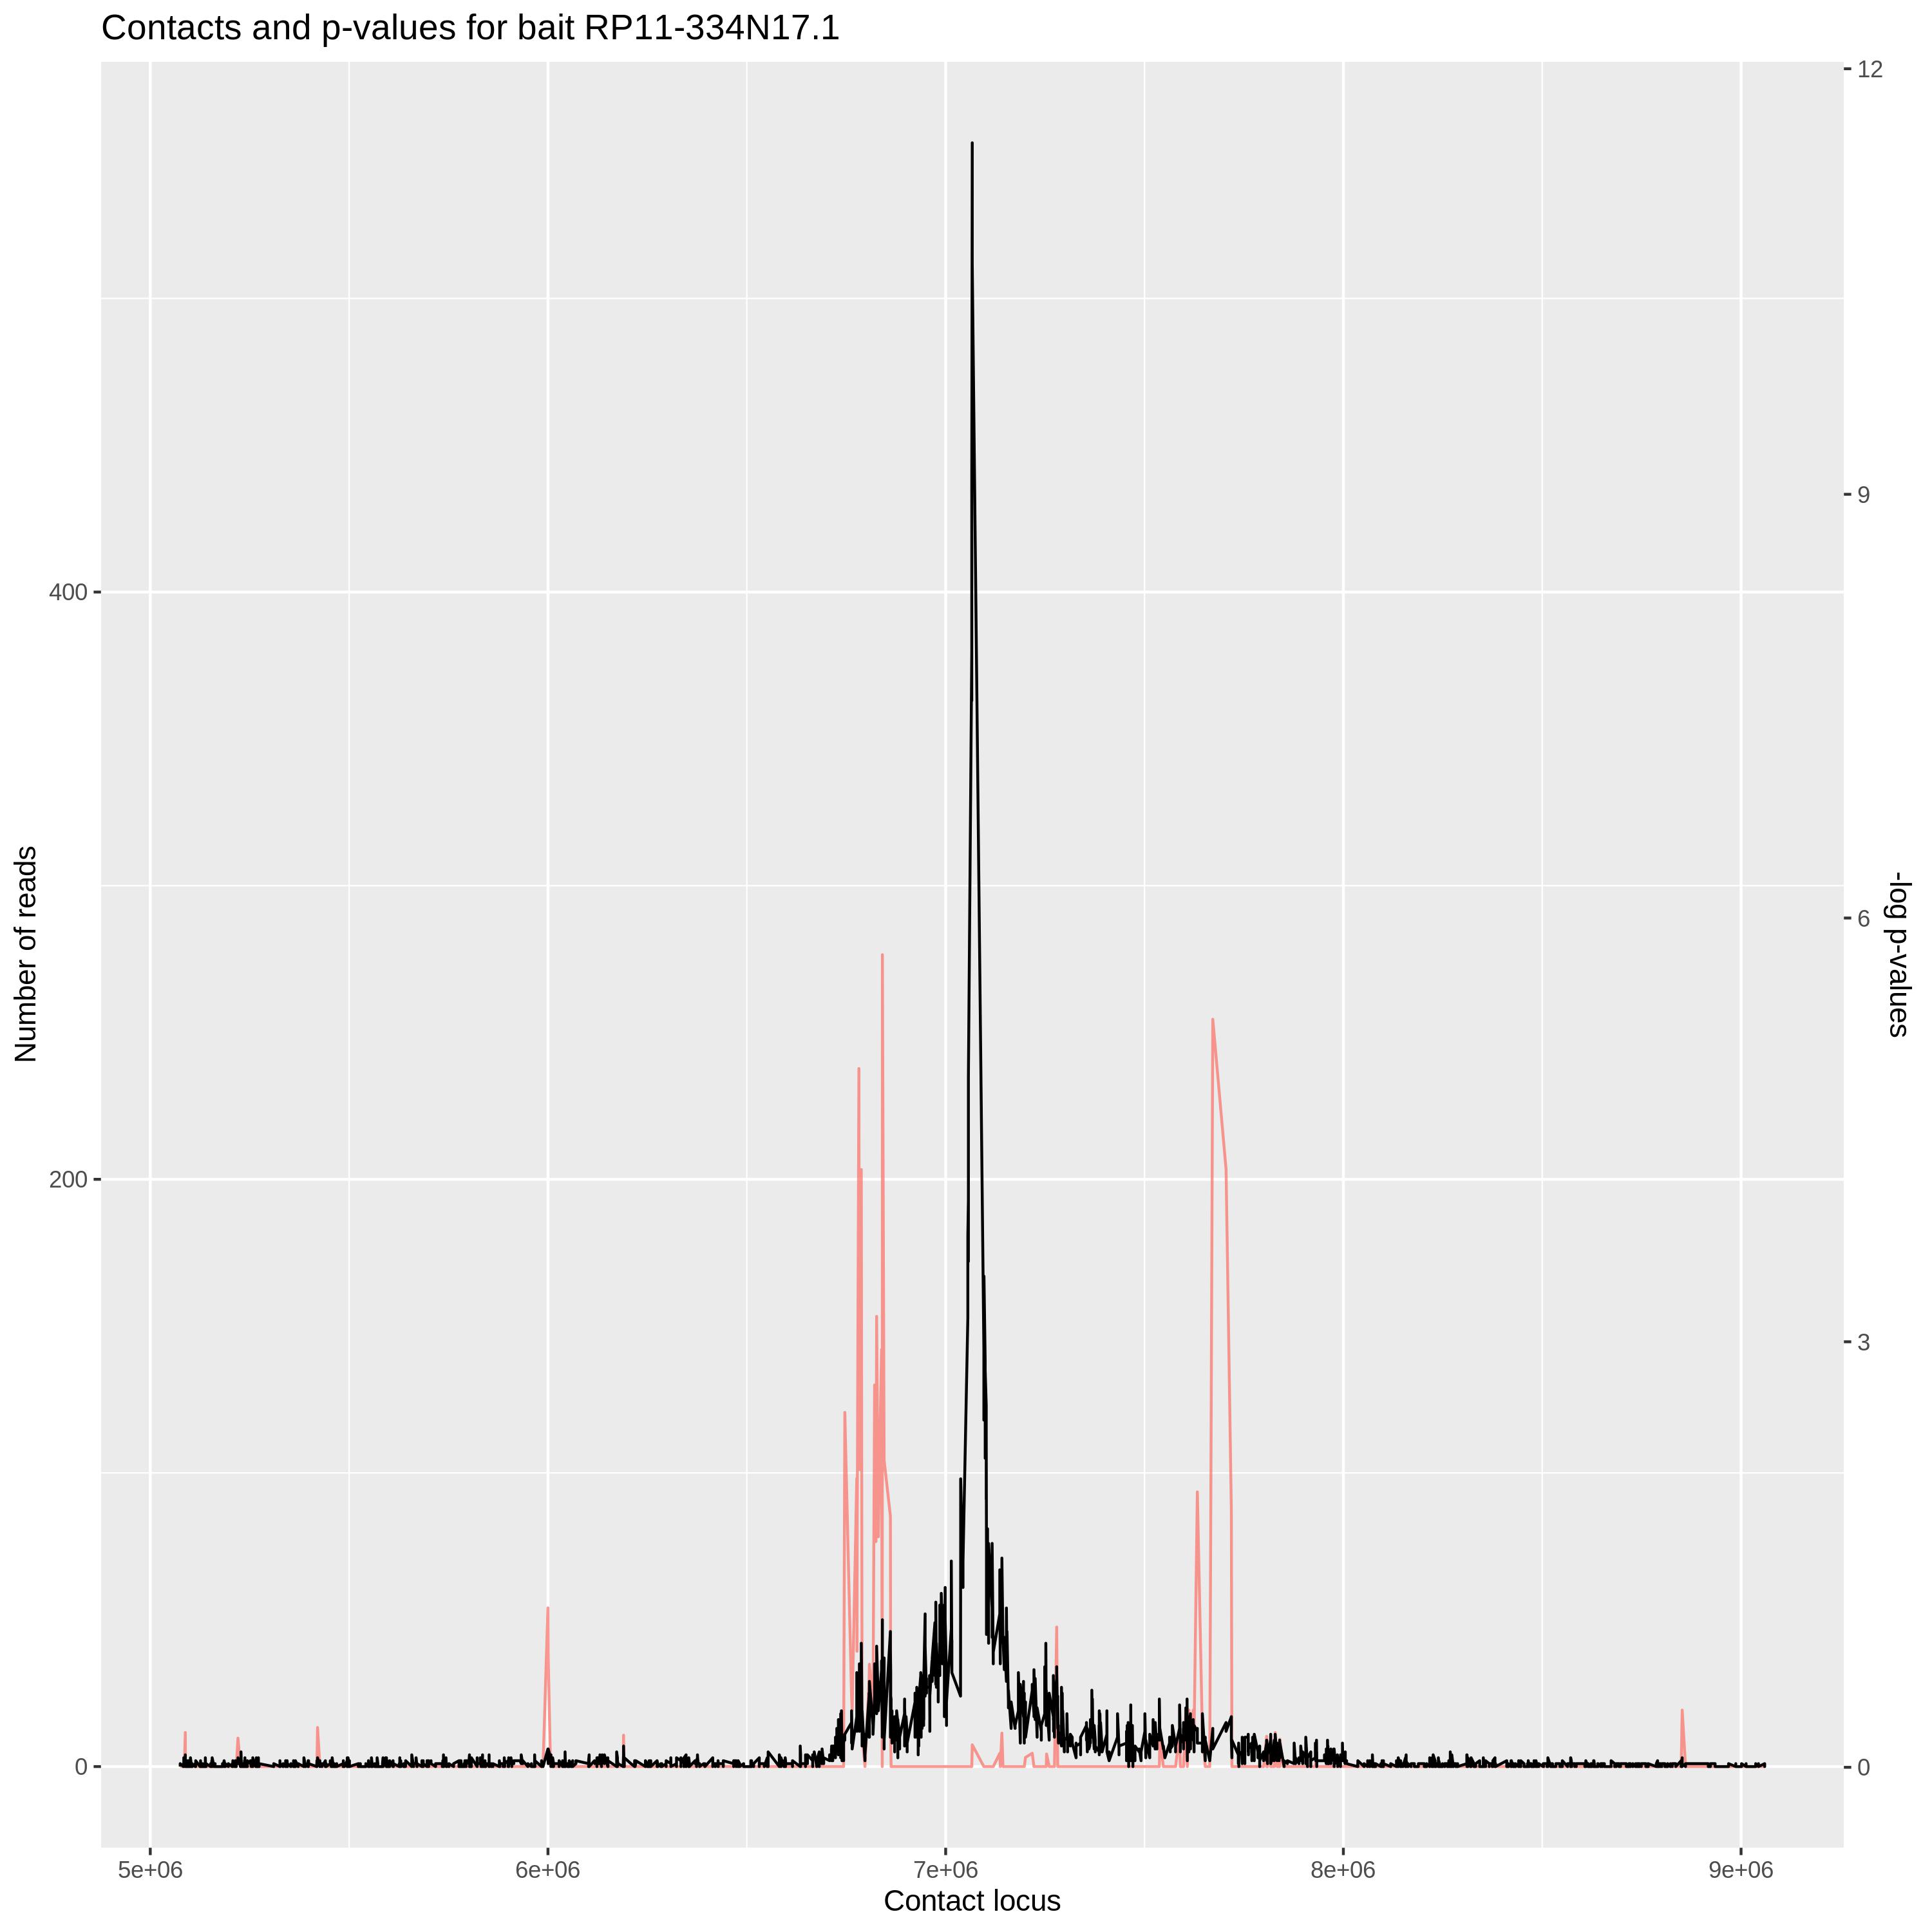 Contacts and p-values for bait RP11-334N17.1
12
9
400
Number of reads
6
-log p-values
200
3
0
0
5e+06
6e+06
7e+06
8e+06
9e+06
Contact locus